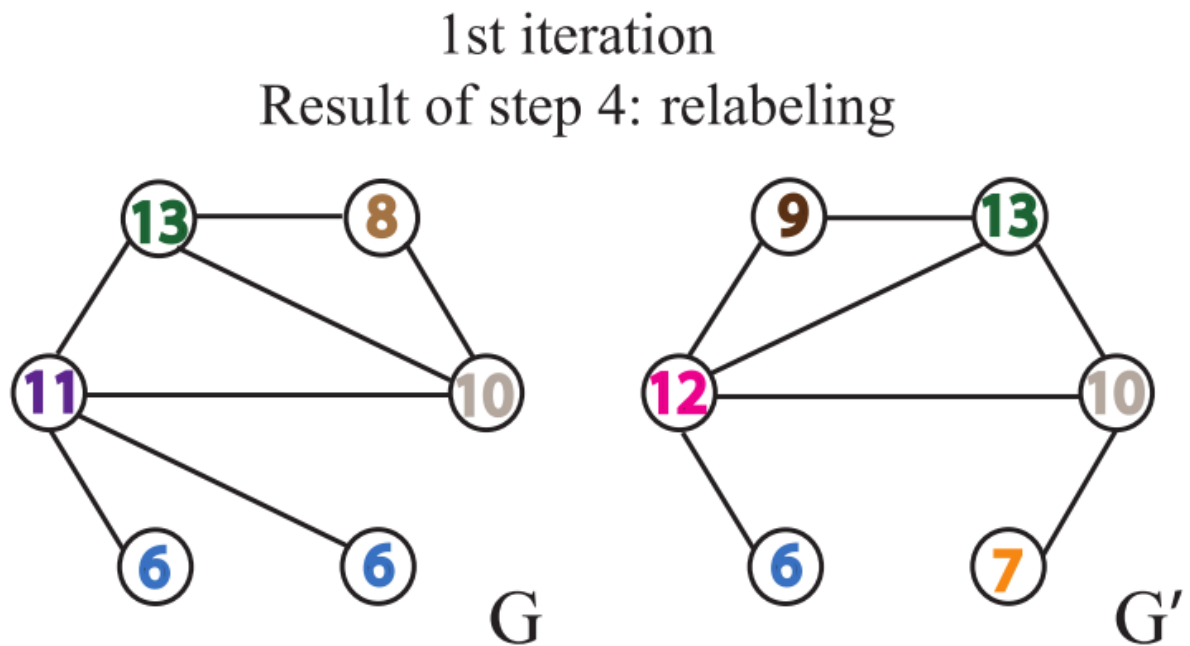 1st iteration
Result of step 4: relabeling
13 8 9 13
11 10 12 10
6 6 6 7
G G′